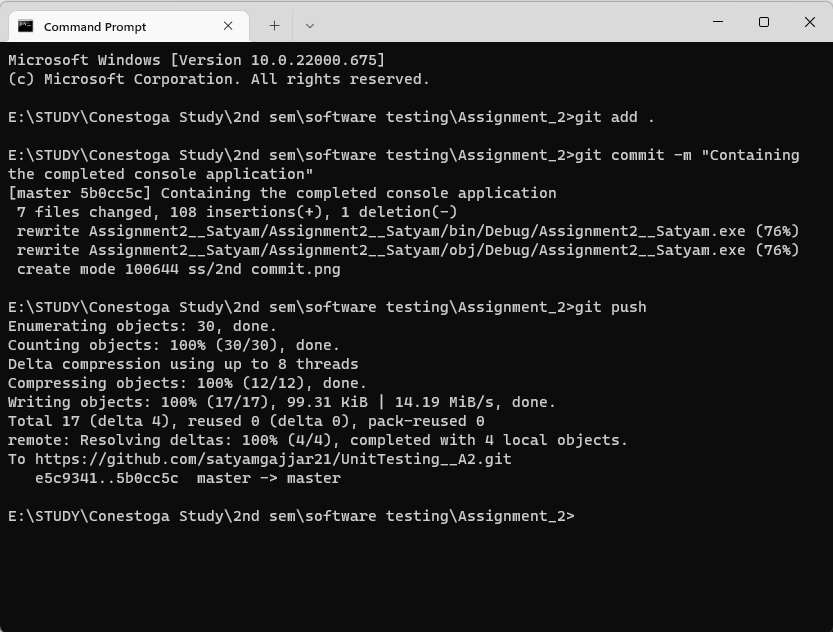 Command Prompt
Microsoft Windows [Version 10.0.22000.675]
(c) Microsoft Corporation. All rights reserved.
E:\STUDY\Conestoga Study\2nd sem\software testing\Assignment_2>git add .
E:\STUDY\Conestoga Study\2nd sem\software testing\Assignment_2>git commit -m "Containing
the completed console application"
[master 5b0cc5c] Containing the completed console application
 7 files changed, 108 insertions(+), 1 deletion(-)
 rewrite Assignment2__Satyam/Assignment2__Satyam/bin/Debug/Assignment2__Satyam.exe (76%)
 rewrite Assignment2__Satyam/Assignment2__Satyam/obj/Debug/Assignment2__Satyam.exe (76%)
 create mode 100644 ss/2nd commit.png
E:\STUDY\Conestoga Study\2nd sem\software testing\Assignment_2>git push
Enumerating objects: 30, done.
Counting objects: 100% (30/30), done.
Delta compression using up to 8 threads
Compressing objects: 100% (12/12), done.
Writing objects: 100% (17/17), 99.31 KiB | 14.19 MiB/s, done.
Total 17 (delta 4), reused 0 (delta 0), pack-reused 0
remote: Resolving deltas: 100% (4/4), completed with 4 local objects.
To https://github.com/satyamgajjar21/UnitTesting__A2.git
   e5c9341..5b0cc5c  master -> master
E:\STUDY\Conestoga Study\2nd sem\software testing\Assignment_2>